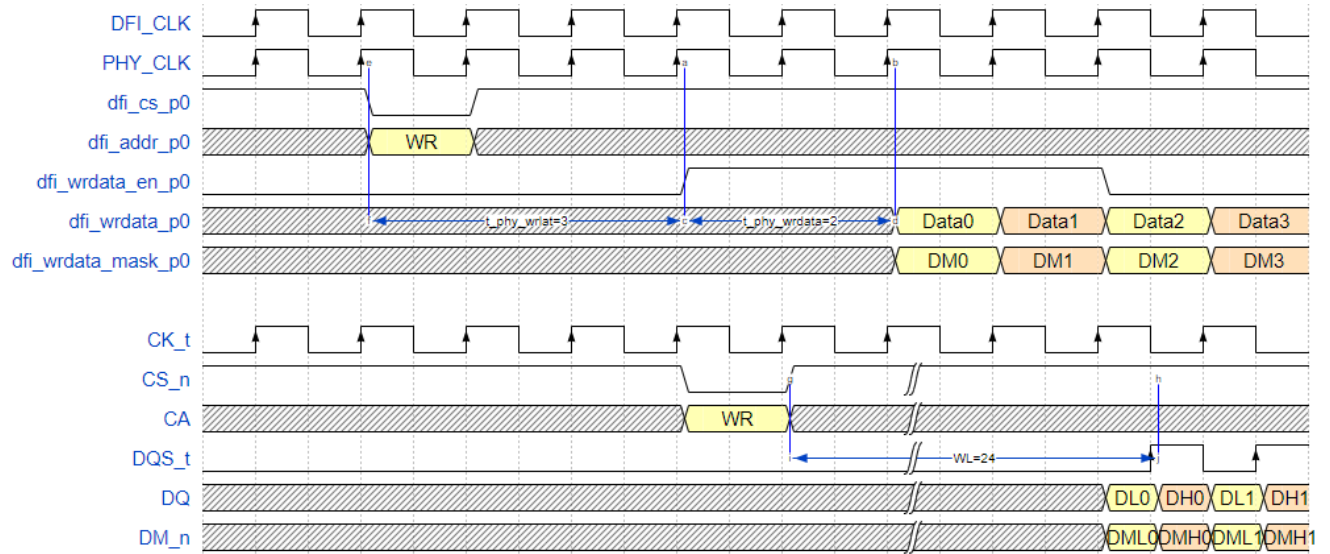 DFI_CLK
PHY_CLK e a b
dfi_cs_p0
dfi_addr_p0 WR
dfi_wrdata_en_p0
dfi_wrdata_p0 f t_phy_wrlat=3 c t_phy_wrdata=2 d Data0 Data1 Data2 Data3
dfi_wrdata_mask_p0 DM0 DM1 DM2 DM3
CK_t
CS_n g h
CA WR
DQS_t i WL=24 j
DQ DL0 DH0 DL1 DH1
DM_n DML0 DMH0 DML1 DMH1